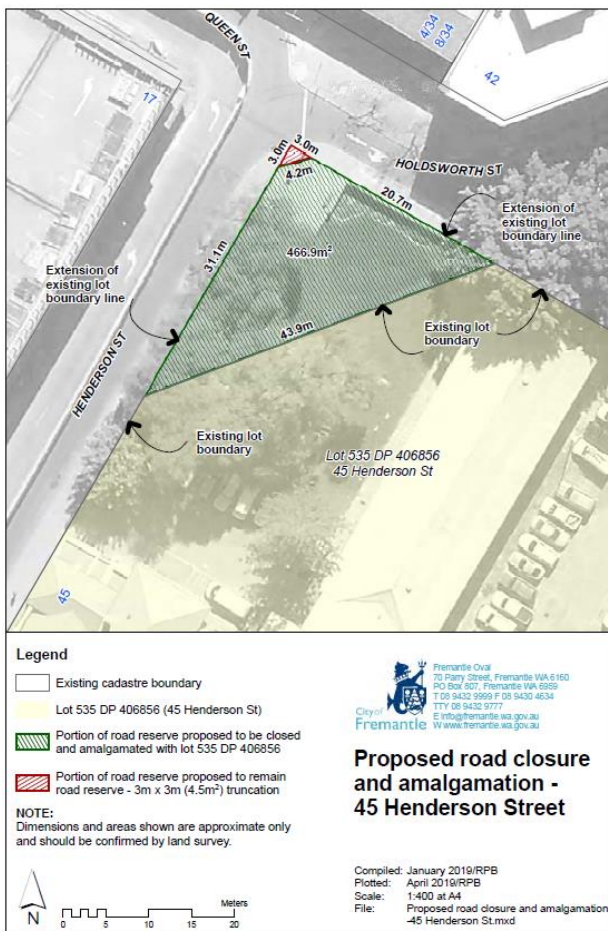 QUEEN ST
4/34
8/34
17
42
3.0m
3.0m
HOLDSWORTH ST
4.2m
20.7m
Extension of
existing lot
boundary line
466.9m²
31.1m
Extension of
existing lot
boundary line
Existing lot
boundary
43.9m
HENDERSON ST
Existing lot
boundary
Lot 535 DP 406856
45 Henderson St
45
Legend
Existing cadastre boundary
Lot 535 DP 406856 (45 Henderson St)
Portion of road reserve proposed to be closed
and amalgamated with lot 535 DP 406856
Portion of road reserve proposed to remain
road reserve - 3m x 3m (4.5m²) truncation
NOTE:
Dimensions and areas shown are approximate only
and should be confirmed by land survey.
N
Meters
0 5 10 15 20
City of
Fremantle
Fremantle Oval
70 Parry Street, Fremantle WA 6160
PO Box 807, Fremantle WA 6959
T 08 9432 9999 F 08 9430 4634
TTY 08 9432 9777
E info@fremantle.wa.gov.au
W www.fremantle.wa.gov.au
Proposed road closure
and amalgamation -
45 Henderson Street
Compiled: January 2019/RPB
Plotted: April 2019/RPB
Scale: 1:400 at A4
File: Proposed road closure and amalgamation
-45 Henderson St.mxd